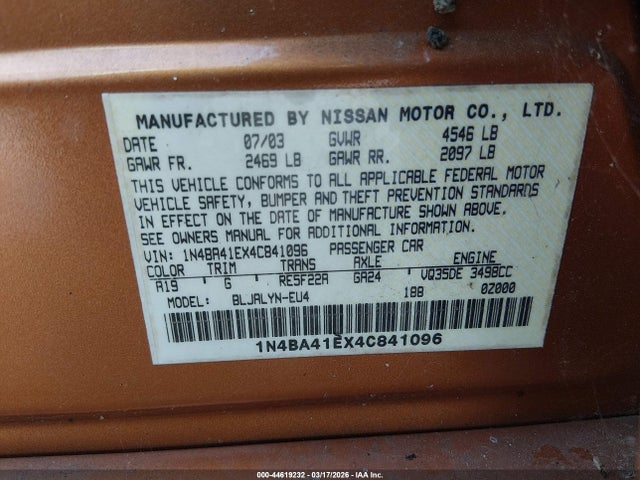 MANUFACTURED BY NISSAN MOTOR CO., LTD.
DATE 07/03 GVWR 4546 LB
GAWR FR. 2469 LB GAWR RR. 2097 LB
THIS VEHICLE CONFORMS TO ALL APPLICABLE FEDERAL MOTOR
VEHICLE SAFETY, BUMPER AND THEFT PREVENTION STANDARDS
IN EFFECT ON THE DATE OF MANUFACTURE SHOWN ABOVE.
SEE OWNERS MANUAL FOR ADDITIONAL INFORMATION.
VIN: 1N4BA41EX4C841096 PASSENGER CAR
COLOR TRIM TRANS AXLE ENGINE
A19 G RE5F22A GA24 VQ35DE 3498CC
MODEL: BLJALYN-EU4 18B 0Z000
1N4BA41EX4C841096
000-44619232 - 03/17/2026 - IAA Inc.